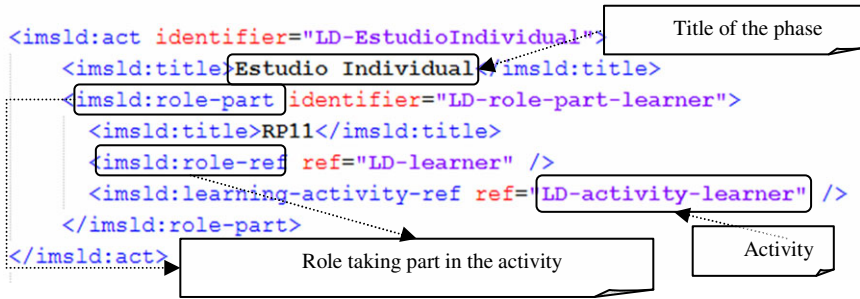 Title of the phase
<imsld:act identifier="LD-EstudioIndividual">
<imsld:title>Estudio Individual</imsld:title>
<imsld:role-part identifier="LD-role-part-learner">
<imsld:title>RP11</imsld:title>
<imsld:role-ref ref="LD-learner" />
<imsld:learning-activity-ref ref="LD-activity-learner" />
</imsld:role-part>
</imsld:act>
Role taking part in the activity
Activity